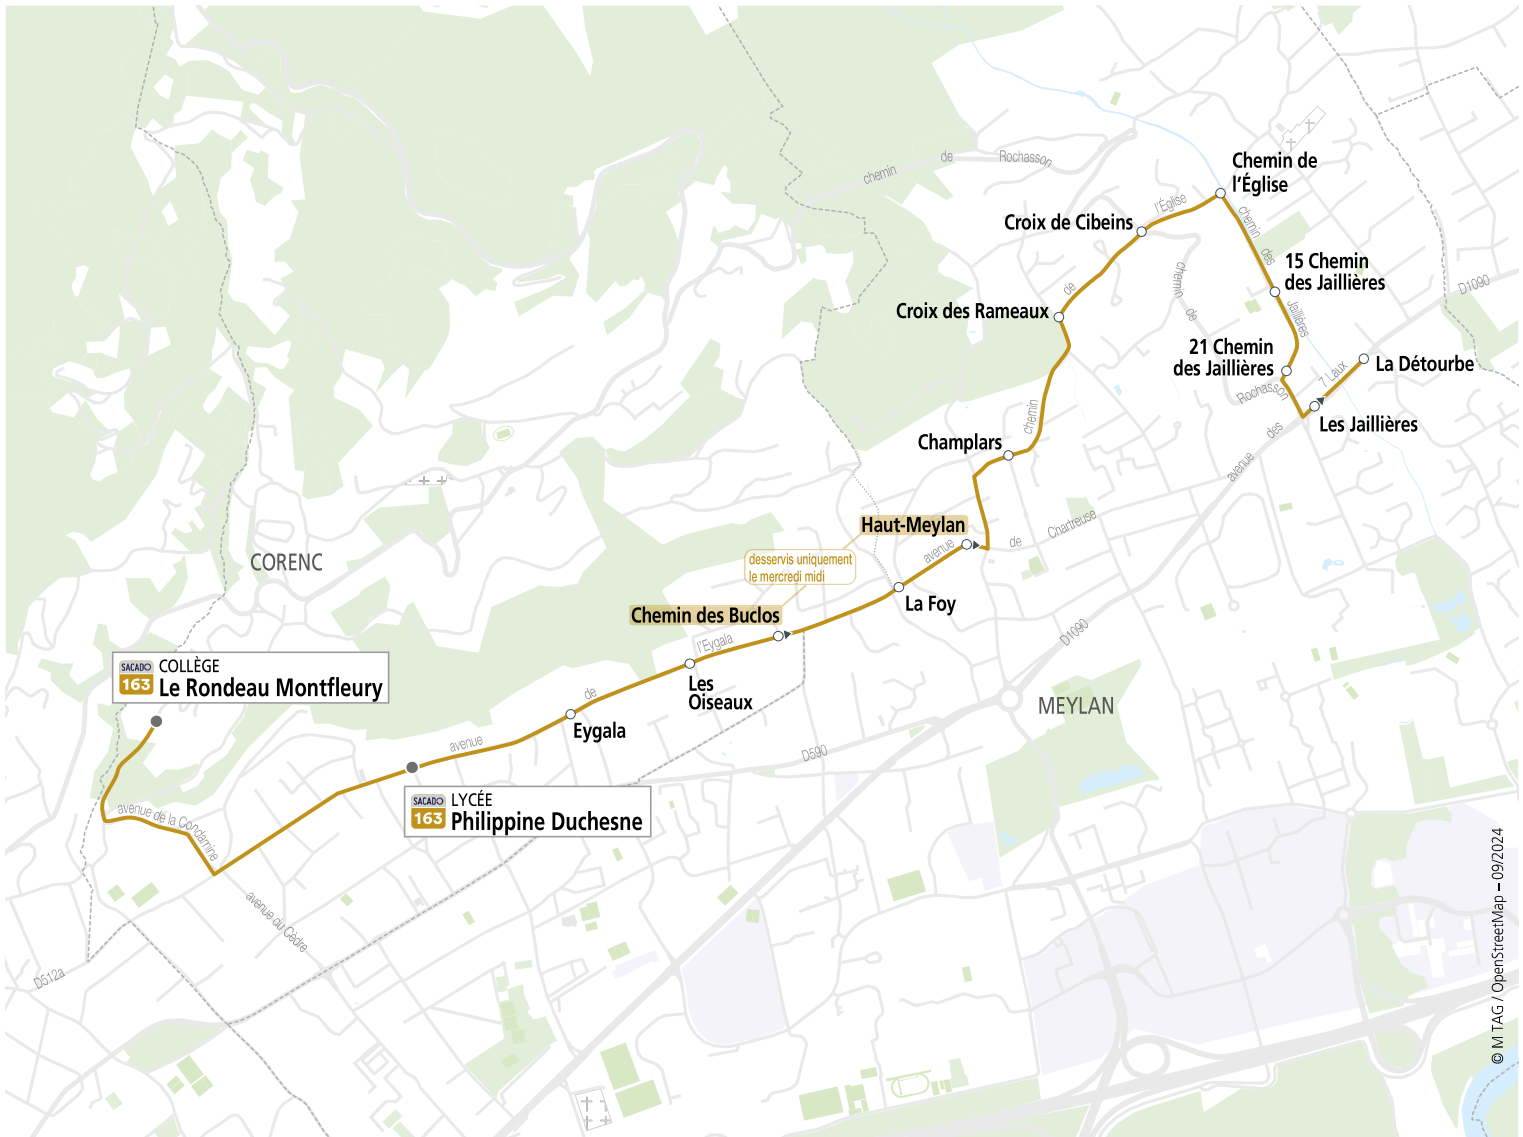 chemin
de
Rochasson
Chemin de
l'Église
Croix de Cibeins
l'Église
chemin
des
15 Chemin
des Jaillières
Jaillières
chemin
de
Rochasson
D1090
Croix des Rameaux
de
21 Chemin
des Jaillières
La Détourbe
7 Laux
Les Jaillières
des
avenue
chemin
Champlars
Haut-Meylan
avenue
de
Chartreuse
desservis uniquement
le mercredi midi
CORENC
La Foy
Chemin des Buclos
l'Eygala
D1090
Les
Oiseaux
MEYLAN
SACADO
163
COLLÈGE
Le Rondeau Montfleury
de
Eygala
avenue
D590
SACADO
163
LYCÉE
Philippine Duchesne
avenue de la Condamine
avenue du Cèdre
D512a
© M TAG / OpenStreetMap – 09/2024